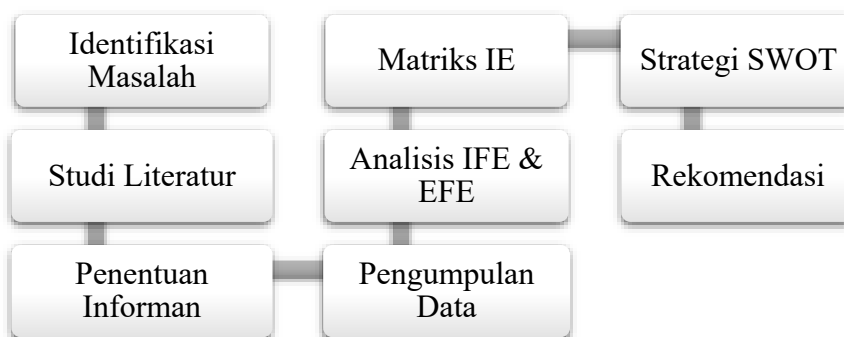 Identifikasi
Masalah
Studi Literatur
Penentuan
Informan
Pengumpulan
Data
Analisis IFE &
EFE
Matriks IE
Strategi SWOT
Rekomendasi